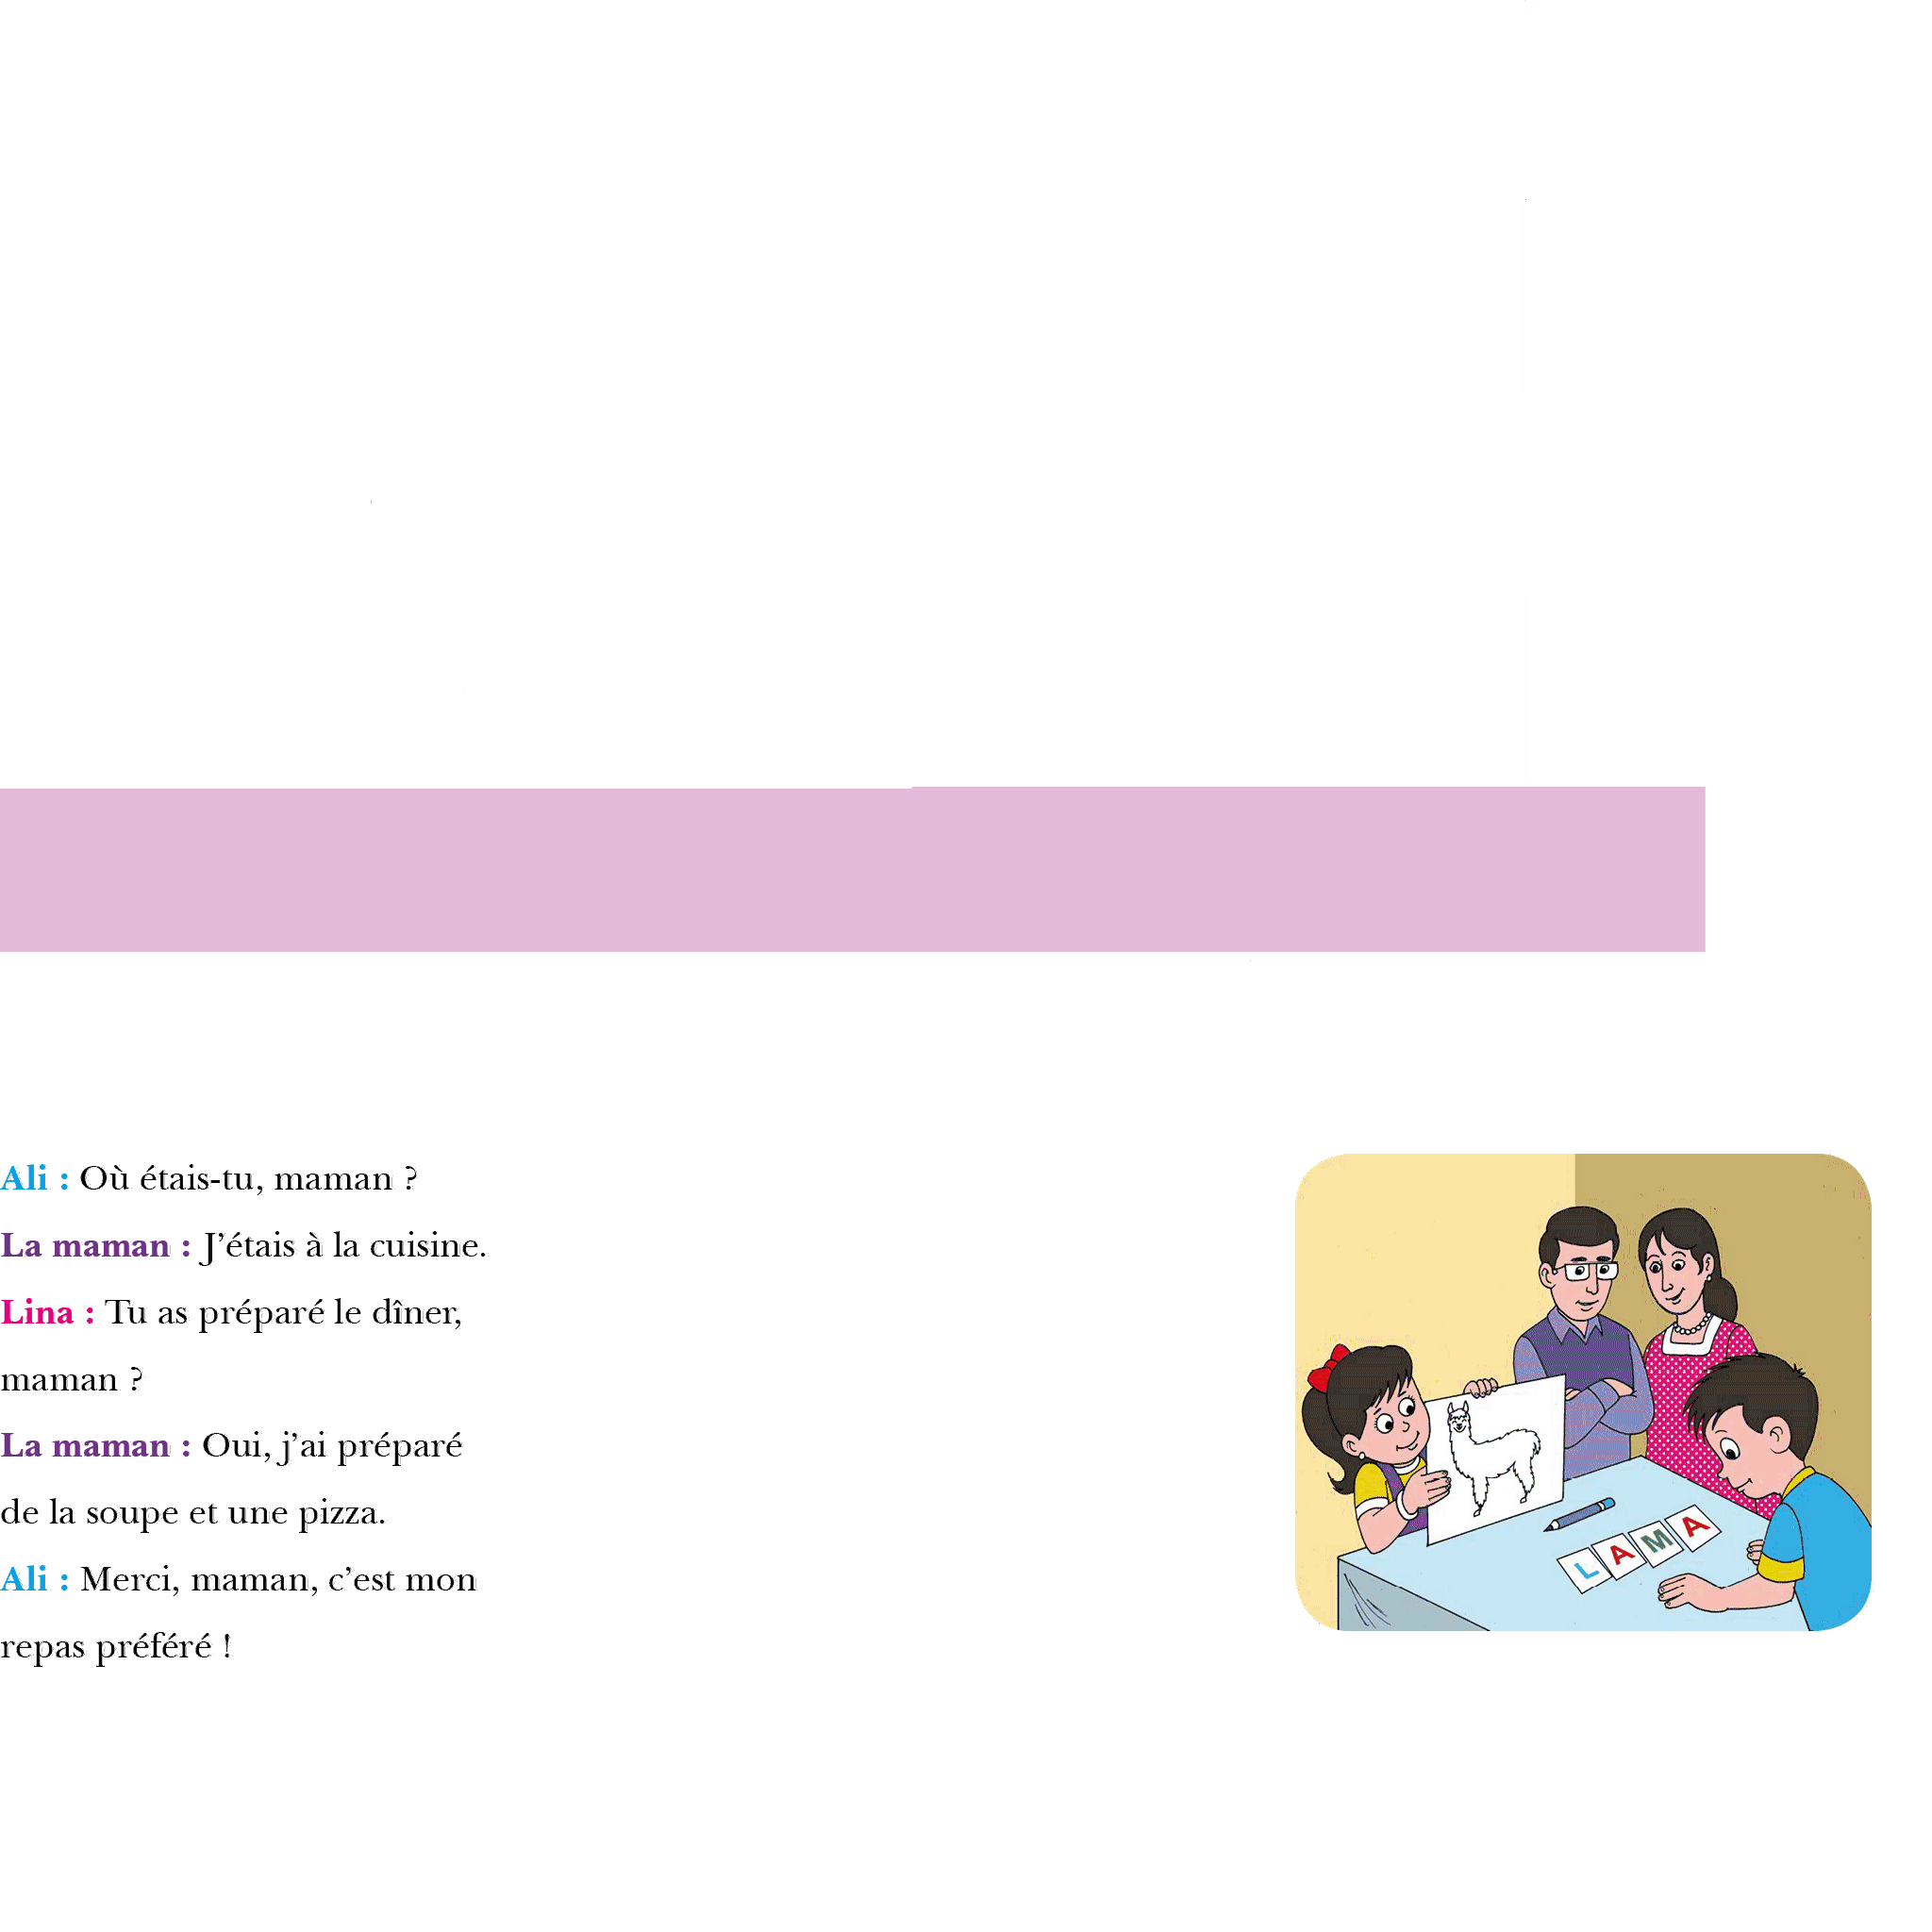 Ali : Où étais-tu, maman ?
La maman : J’étais à la cuisine.
Lina : Tu as préparé le dîner,
maman ?
La maman : Oui, j’ai préparé
de la soupe et une pizza.
Ali : Merci, maman, c’est mon
repas préféré !
LAMA